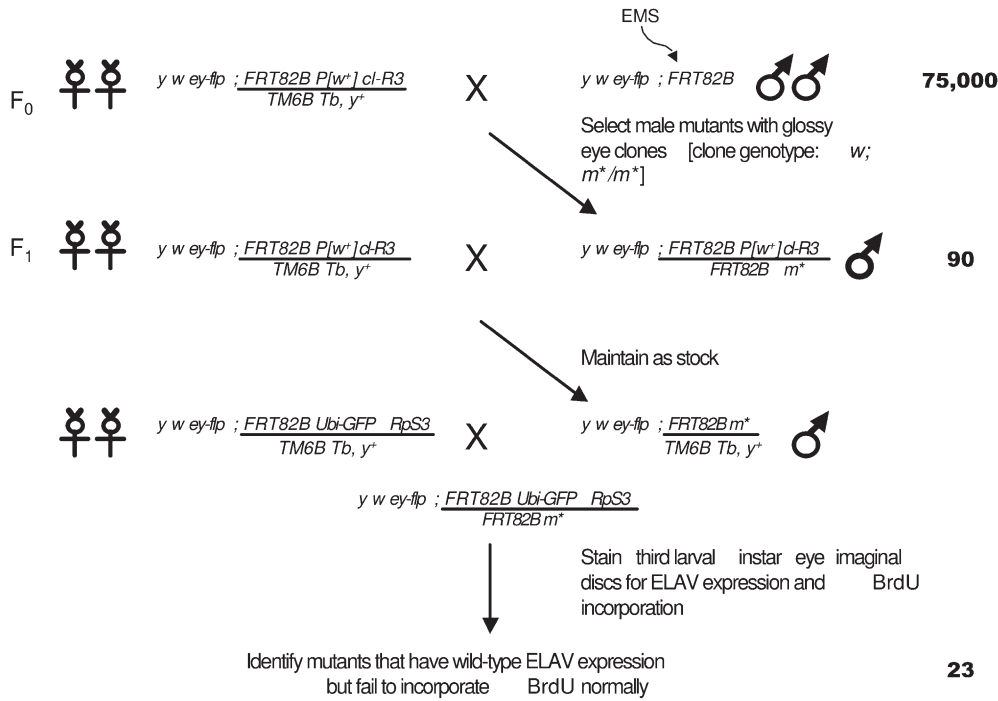 EMS
F0
y w ey-flp ; FRT82B P[w+] cl-R3
TM6B Tb, y+
X
y w ey-flp ; FRT82B
75,000
Select male mutants with glossy
eye clones [clone genotype: w;
m*/m*]
F1
y w ey-flp ; FRT82B P[w+] cl-R3
TM6B Tb, y+
X
y w ey-flp ; FRT82B P[w+] cl-R3
FRT82B m*
90
Maintain as stock
y w ey-flp ; FRT82B Ubi-GFP RpS3
TM6B Tb, y+
X
y w ey-flp ; FRT82B m*
TM6B Tb, y+
y w ey-flp ; FRT82B Ubi-GFP RpS3
FRT82B m*
Stain third larval instar eye imaginal
discs for ELAV expression and BrdU
incorporation
Identify mutants that have wild-type ELAV expression
but fail to incorporate BrdU normally
23